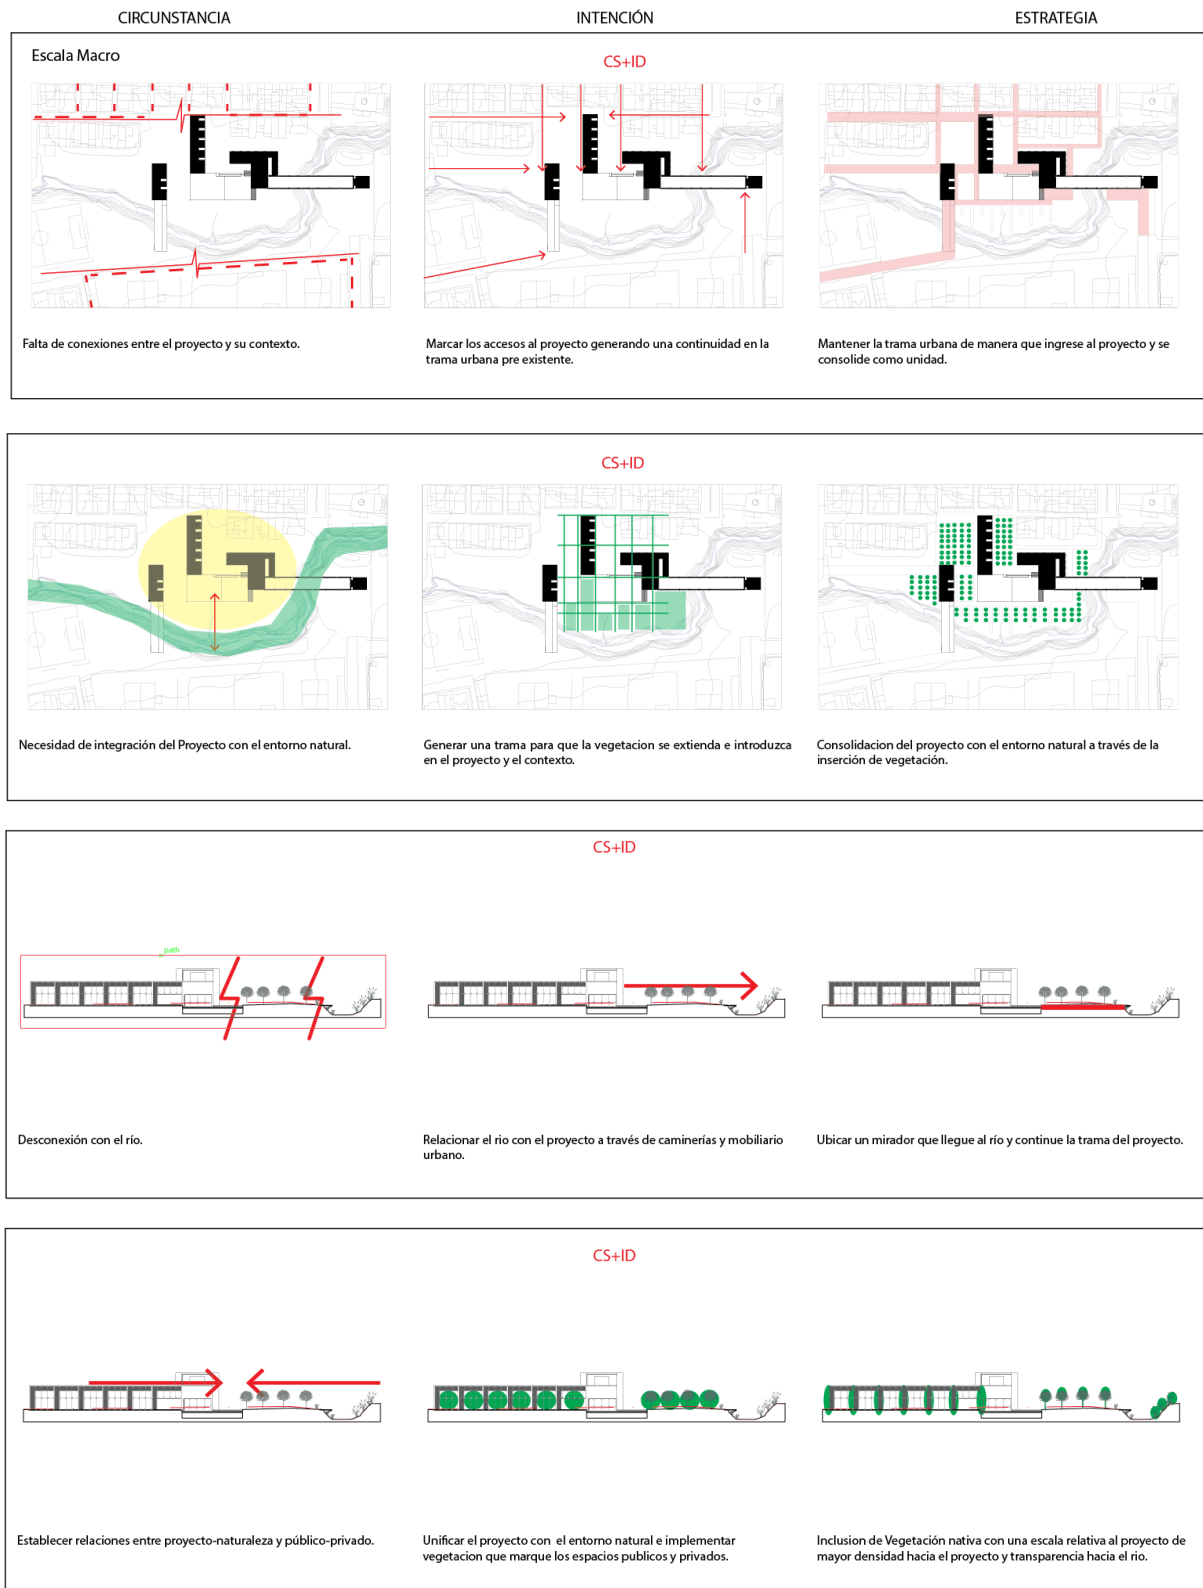 CIRCUNSTANCIA
INTENCIÓN
ESTRATEGIA
Escala Macro
CS+ID
Falta de conexiones entre el proyecto y su contexto.
Marcar los accesos al proyecto generando una continuidad en la
trama urbana pre existente.
Mantener la trama urbana de manera que ingrese al proyecto y se
consolide como unidad.
CS+ID
Necesidad de integración del Proyecto con el entorno natural.
Generar una trama para que la vegetacion se extienda e introduzca
en el proyecto y el contexto.
Consolidacion del proyecto con el entorno natural a través de la
inserción de vegetación.
CS+ID
path
Desconexión con el río.
Relacionar el rio con el proyecto a través de caminerías y mobiliario
urbano.
Ubicar un mirador que llegue al río y continue la trama del proyecto.
CS+ID
Establecer relaciones entre proyecto-naturaleza y público-privado.
Unificar el proyecto con el entorno natural e implementar
vegetacion que marque los espacios publicos y privados.
Inclusion de Vegetación nativa con una escala relativa al proyecto de
mayor densidad hacia el proyecto y transparencia hacia el rio.